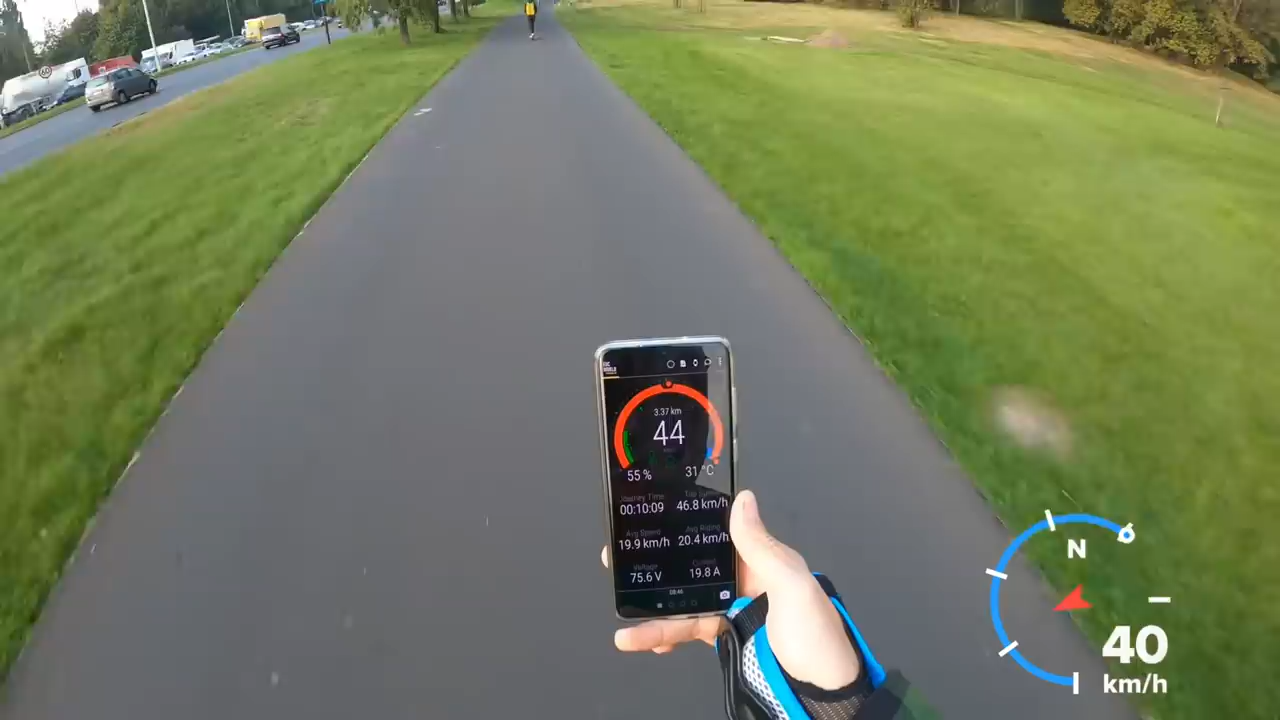 3.37 km
44
55 %
31 °C
Journey Time
00:10:09
46.8 km/h
Avg Speed
19.9 km/h
Avg Riding
20.4 km/h
Voltage
75.6 V
Current
19.8 A
N
40
km/h